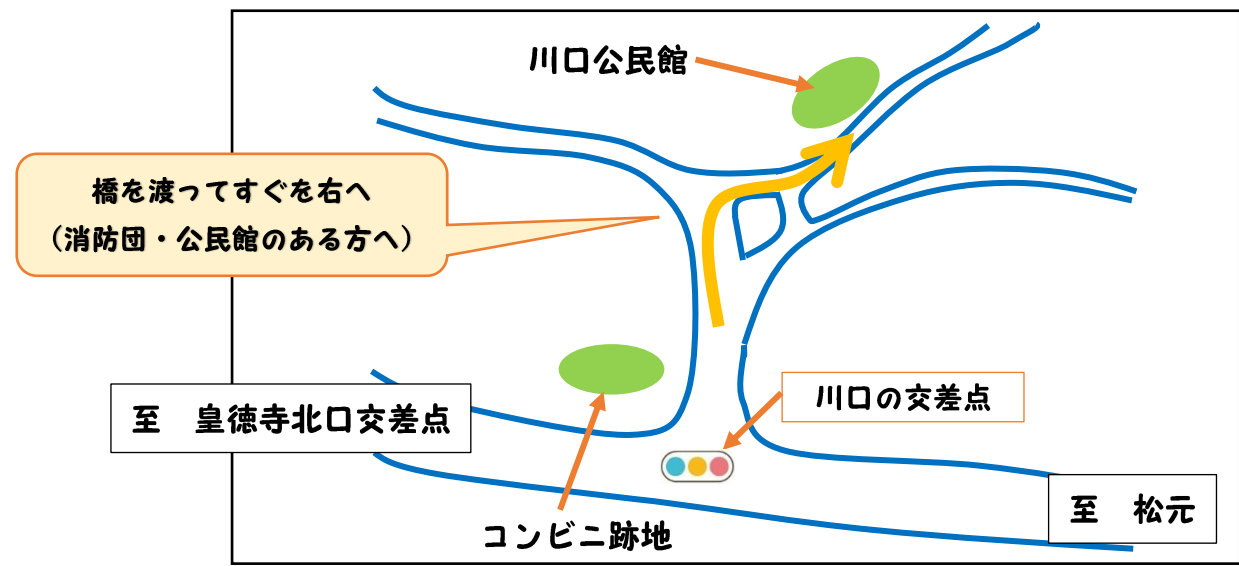 川口公民館
橋を渡ってすぐを右へ
（消防団・公民館のある方へ）
川口の交差点
至　皇徳寺北口交差点
至　松元
コンビニ跡地